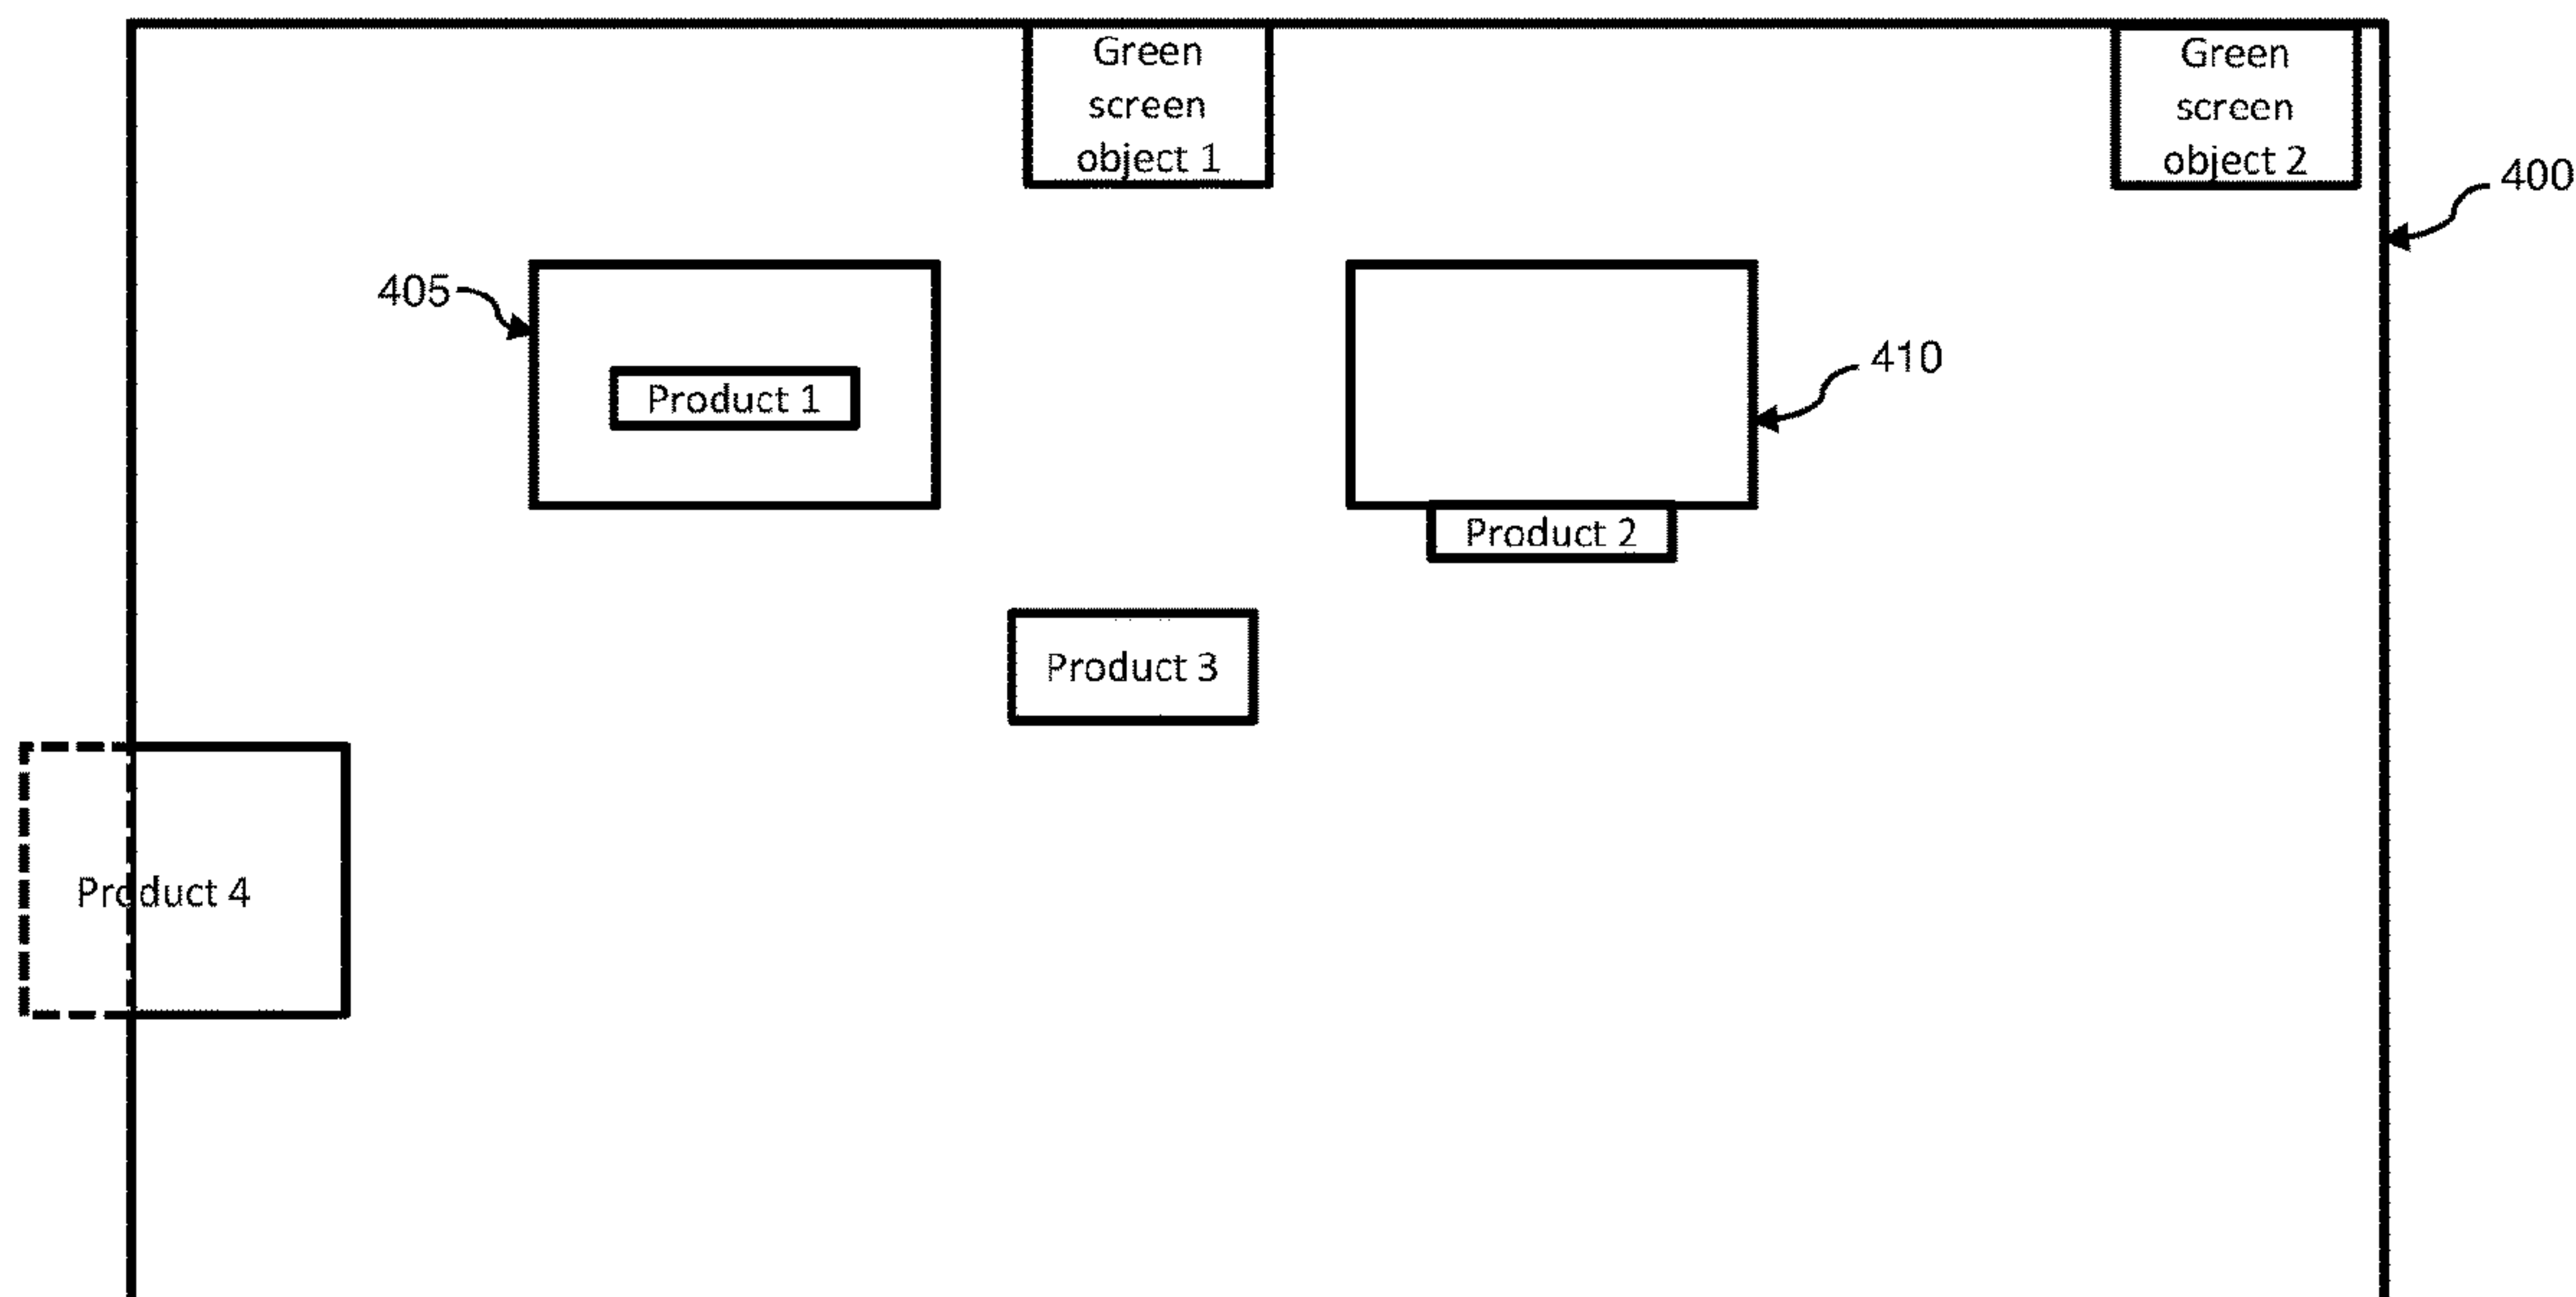 Green
screen
object 1
Green
screen
object 2
400
405
410
Product 1
Product 2
Product 3
Product 4